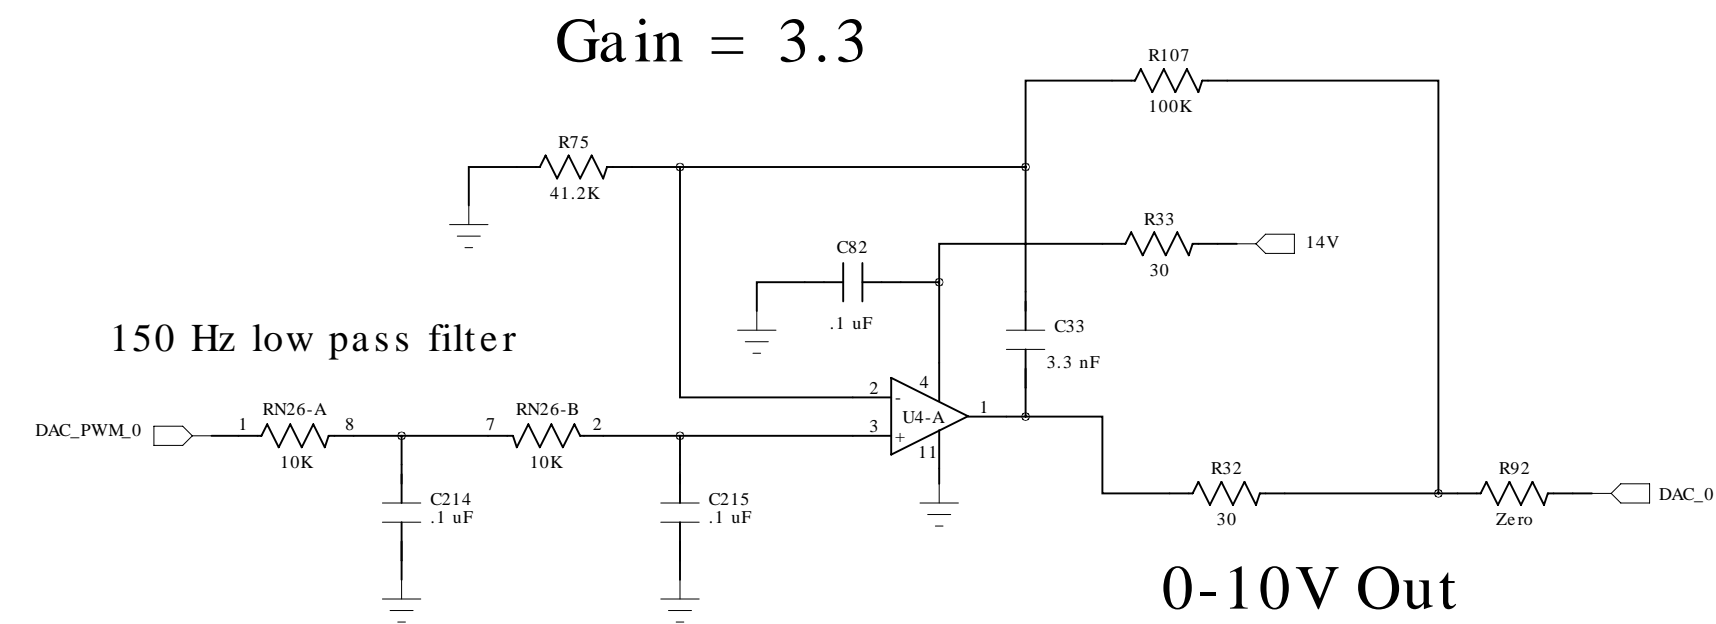 Gain = 3.3
R107
100K
R75
41.2K
R33
14V
30
C82
.1 uF
C33
3.3 nF
150 Hz low pass filter
2
4
-
U4-A
1
3
+
11
DAC_PWM_0
1
RN26-A
8
10K
7
RN26-B
2
10K
C214
.1 uF
C215
.1 uF
R32
30
R92
Zero
DAC_0
0-10V Out